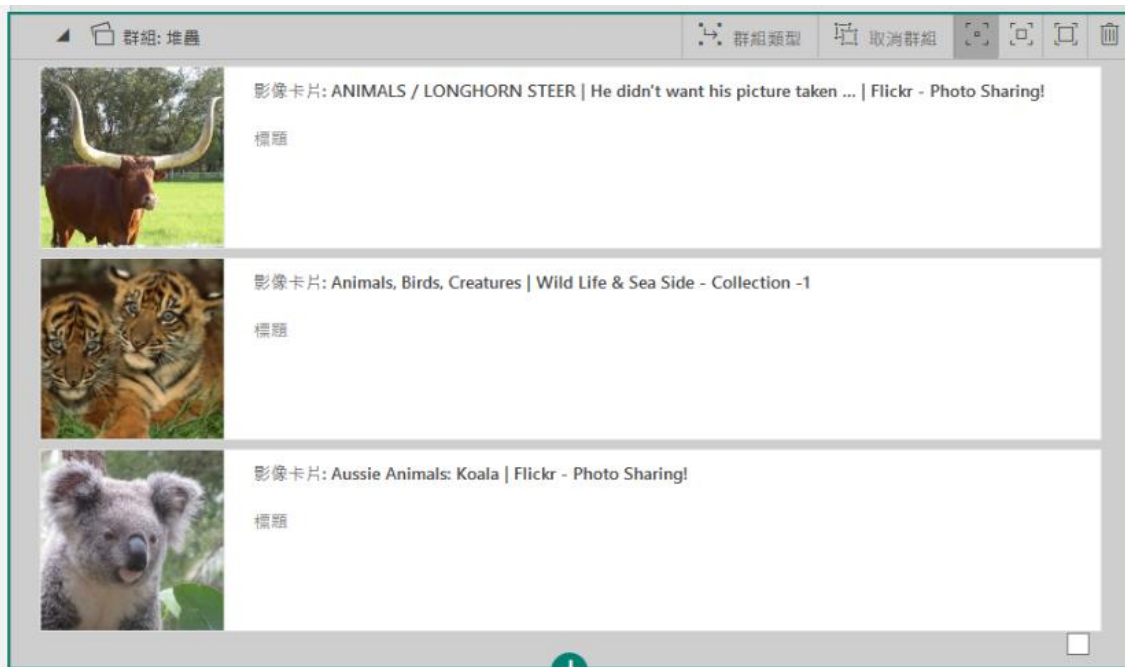 群組: 堆疊
群組類型
取消群組
影像卡片: ANIMALS / LONGHORN STEER | He didn't want his picture taken ... | Flickr - Photo Sharing!
標題
影像卡片: Animals, Birds, Creatures | Wild Life & Sea Side - Collection -1
標題
影像卡片: Aussie Animals: Koala | Flickr - Photo Sharing!
標題